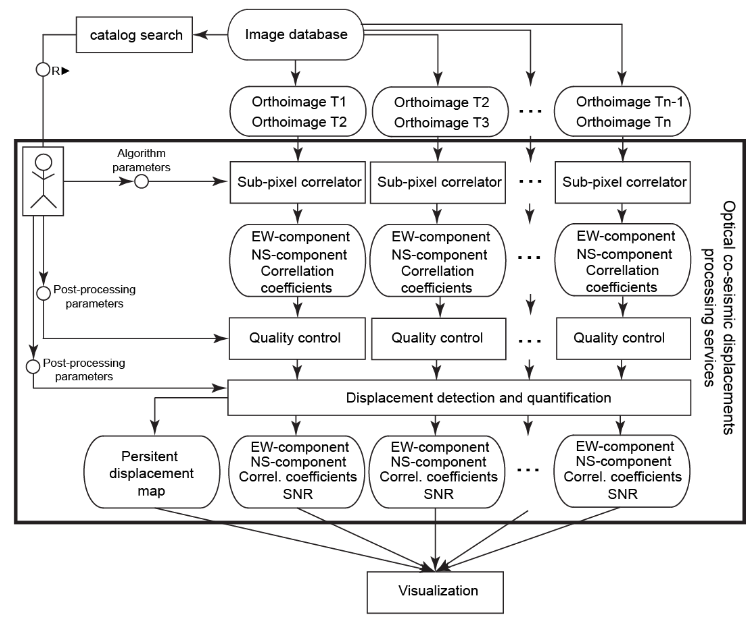 catalog search
Image database
R
Orthoimage T1
Orthoimage T2
Orthoimage T2
Orthoimage T3
...
Orthoimage Tn-1
Orthoimage Tn
Algorithm
parameters
Sub-pixel correlator
Sub-pixel correlator
...
Sub-pixel correlator
EW-component
NS-component
Correllation
coefficients
EW-component
NS-component
Correllation
coefficients
...
EW-component
NS-component
Correllation
coefficients
Optical co-seismic displacements
processing services
Post-processing
parameters
Quality control
Quality control
...
Quality control
Post-processing
parameters
Displacement detection and quantification
Persitent
displacement
map
EW-component
NS-component
Correl. coefficients
SNR
EW-component
NS-component
Correl. coefficients
SNR
...
EW-component
NS-component
Correl. coefficients
SNR
Visualization